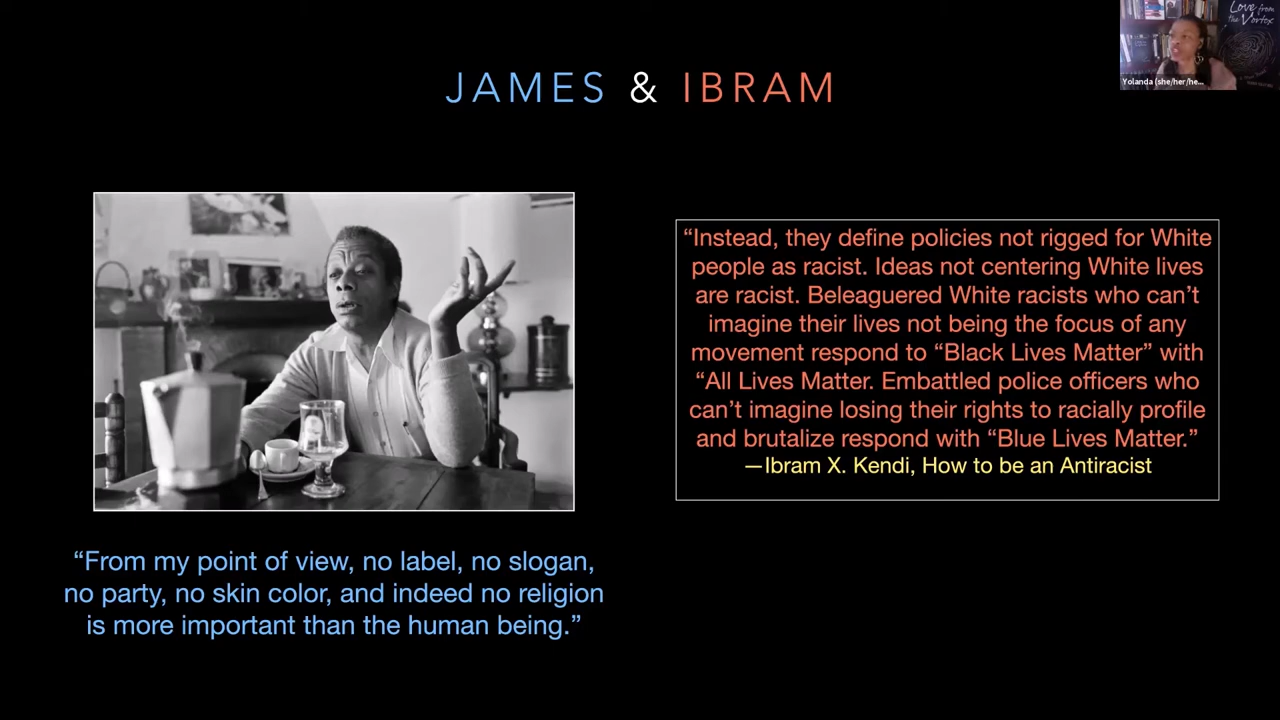 JAMES & IBRAM
Love from
the Vortex
Yolanda (she/her/he...
“Instead, they define policies not rigged for White
people as racist. Ideas not centering White lives
are racist. Beleaguered White racists who can’t
imagine their lives not being the focus of any
movement respond to “Black Lives Matter” with
“All Lives Matter. Embattled police officers who
can’t imagine losing their rights to racially profile
and brutalize respond with “Blue Lives Matter.”
—Ibram X. Kendi, How to be an Antiracist
“From my point of view, no label, no slogan,
no party, no skin color, and indeed no religion
is more important than the human being.”